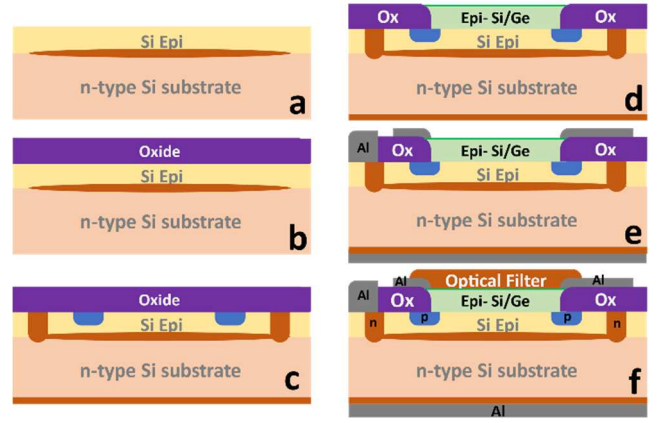 Si Epi
n-type Si substrate
a
Oxide
Si Epi
n-type Si substrate
b
Oxide
Si Epi
n-type Si substrate
c
Ox
Epi- Si/Ge
Ox
Si Epi
n-type Si substrate
d
Al
Ox
Epi- Si/Ge
Ox
Si Epi
n-type Si substrate
e
Optical Filter
Al
Al
Al
Ox
Epi- Si/Ge
Ox
n
p
Si Epi
p
n
n-type Si substrate
f
Al